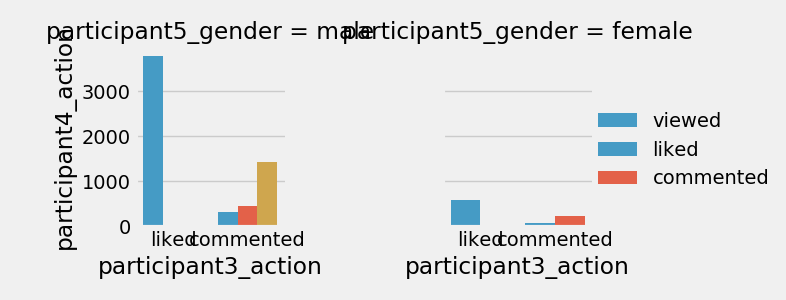 participant5_gender = male
participant5_gender = female
participant4_action
3000
2000
1000
0
liked
commented
participant3_action
liked
commented
participant3_action
viewed
liked
commented